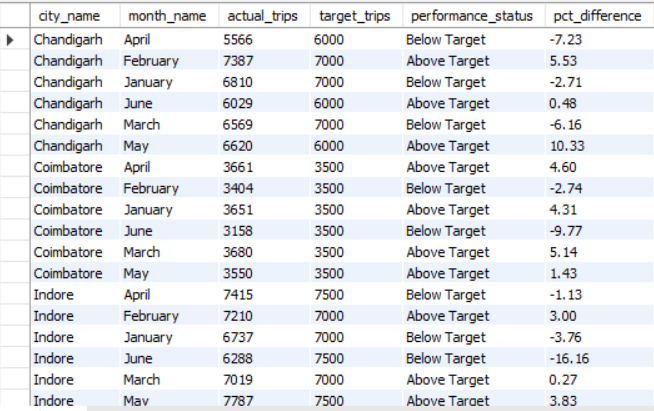 city_name month_name actual_trips target_trips performance_status pct_difference
Chandigarh April 5566 6000 Below Target -7.23
Chandigarh February 7387 7000 Above Target 5.53
Chandigarh January 6810 7000 Below Target -2.71
Chandigarh June 6029 6000 Above Target 0.48
Chandigarh March 6569 7000 Below Target -6.16
Chandigarh May 6620 6000 Above Target 10.33
Coimbatore April 3661 3500 Above Target 4.60
Coimbatore February 3404 3500 Below Target -2.74
Coimbatore January 3651 3500 Above Target 4.31
Coimbatore June 3158 3500 Below Target -9.77
Coimbatore March 3680 3500 Above Target 5.14
Coimbatore May 3550 3500 Above Target 1.43
Indore April 7415 7500 Below Target -1.13
Indore February 7210 7000 Above Target 3.00
Indore January 6737 7000 Below Target -3.76
Indore June 6288 7500 Below Target -16.16
Indore March 7019 7000 Above Target 0.27
Indore May 7787 7500 Above Target 3.83